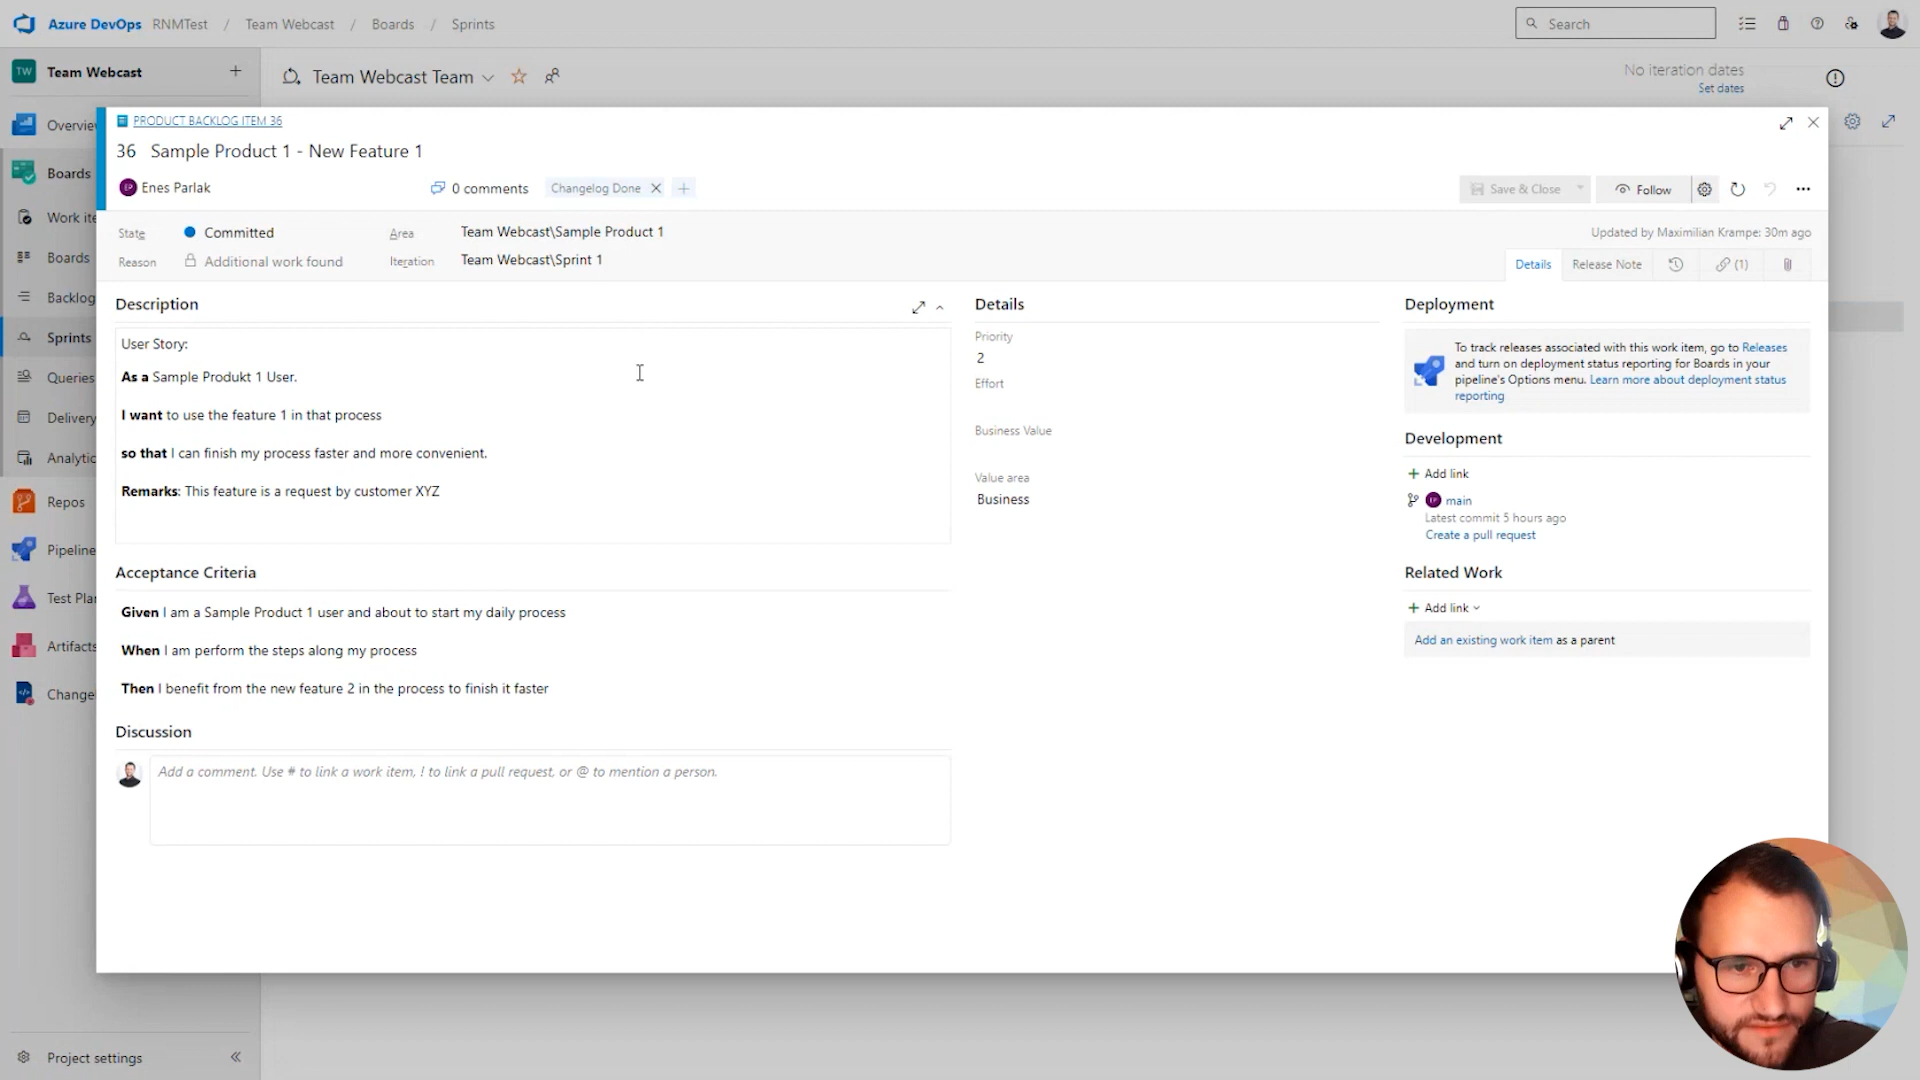 Azure DevOps RNMTest / Team Webcast / Boards / Sprints
Search
TW Team Webcast
Team Webcast Team
No iteration dates
Set dates
Overview
Boards
Work ite
Boards
Backlog
Sprints
Queries
Delivery
Analytic
Repos
Pipeline
Test Plan
Artifacts
Change
Project settings
PRODUCT BACKLOG ITEM 36
36 Sample Product 1 - New Feature 1
EP Enes Parlak
0 comments
Changelog Done
Save & Close
Follow
State Committed
Area Team Webcast\Sample Product 1
Updated by Maximilian Krampe: 30m ago
Reason Additional work found
Iteration Team Webcast\Sprint 1
Details Release Note (1)
Description
User Story:
As a Sample Produkt 1 User.
I want to use the feature 1 in that process
so that I can finish my process faster and more convenient.
Remarks: This feature is a request by customer XYZ
Acceptance Criteria
Given I am a Sample Product 1 user and about to start my daily process
When I am perform the steps along my process
Then I benefit from the new feature 2 in the process to finish it faster
Discussion
Add a comment. Use # to link a work item, ! to link a pull request, or @ to mention a person.
Details
Priority
2
Effort
Business Value
Value area
Business
Deployment
To track releases associated with this work item, go to Releases
and turn on deployment status reporting for Boards in your
pipeline's Options menu. Learn more about deployment status
reporting
Development
+ Add link
EP main
Latest commit 5 hours ago
Create a pull request
Related Work
+ Add link
Add an existing work item as a parent